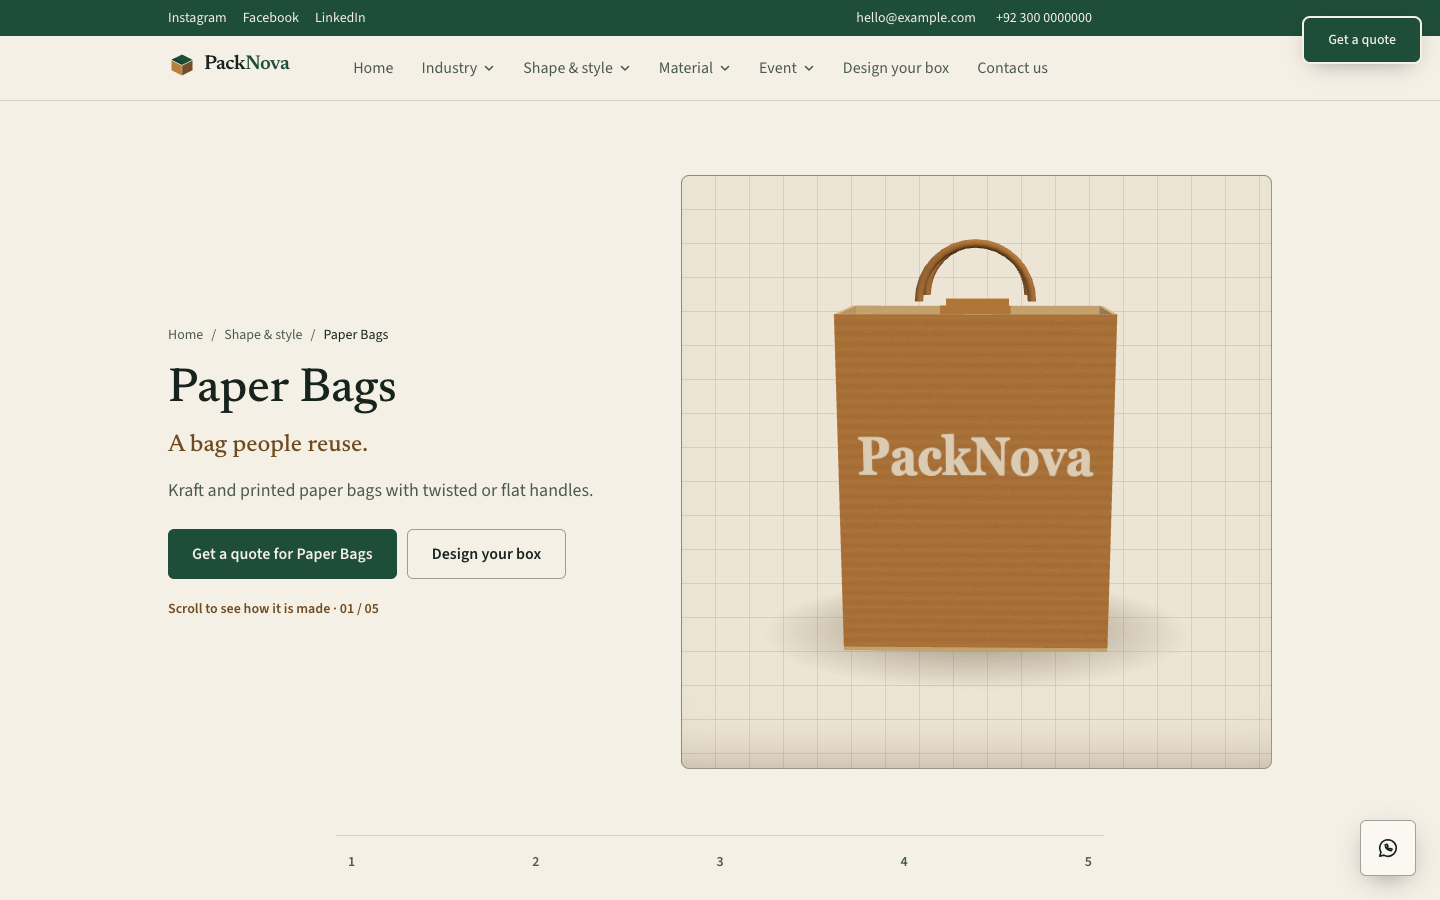 Instagram Facebook LinkedIn
hello@example.com +92 300 0000000
Get a quote
PackNova
Home Industry Shape & style Material Event Design your box Contact us
Home / Shape & style / Paper Bags
Paper Bags
A bag people reuse.
Kraft and printed paper bags with twisted or flat handles.
Get a quote for Paper Bags
Design your box
Scroll to see how it is made · 01 / 05
PackNova
1 2 3 4 5